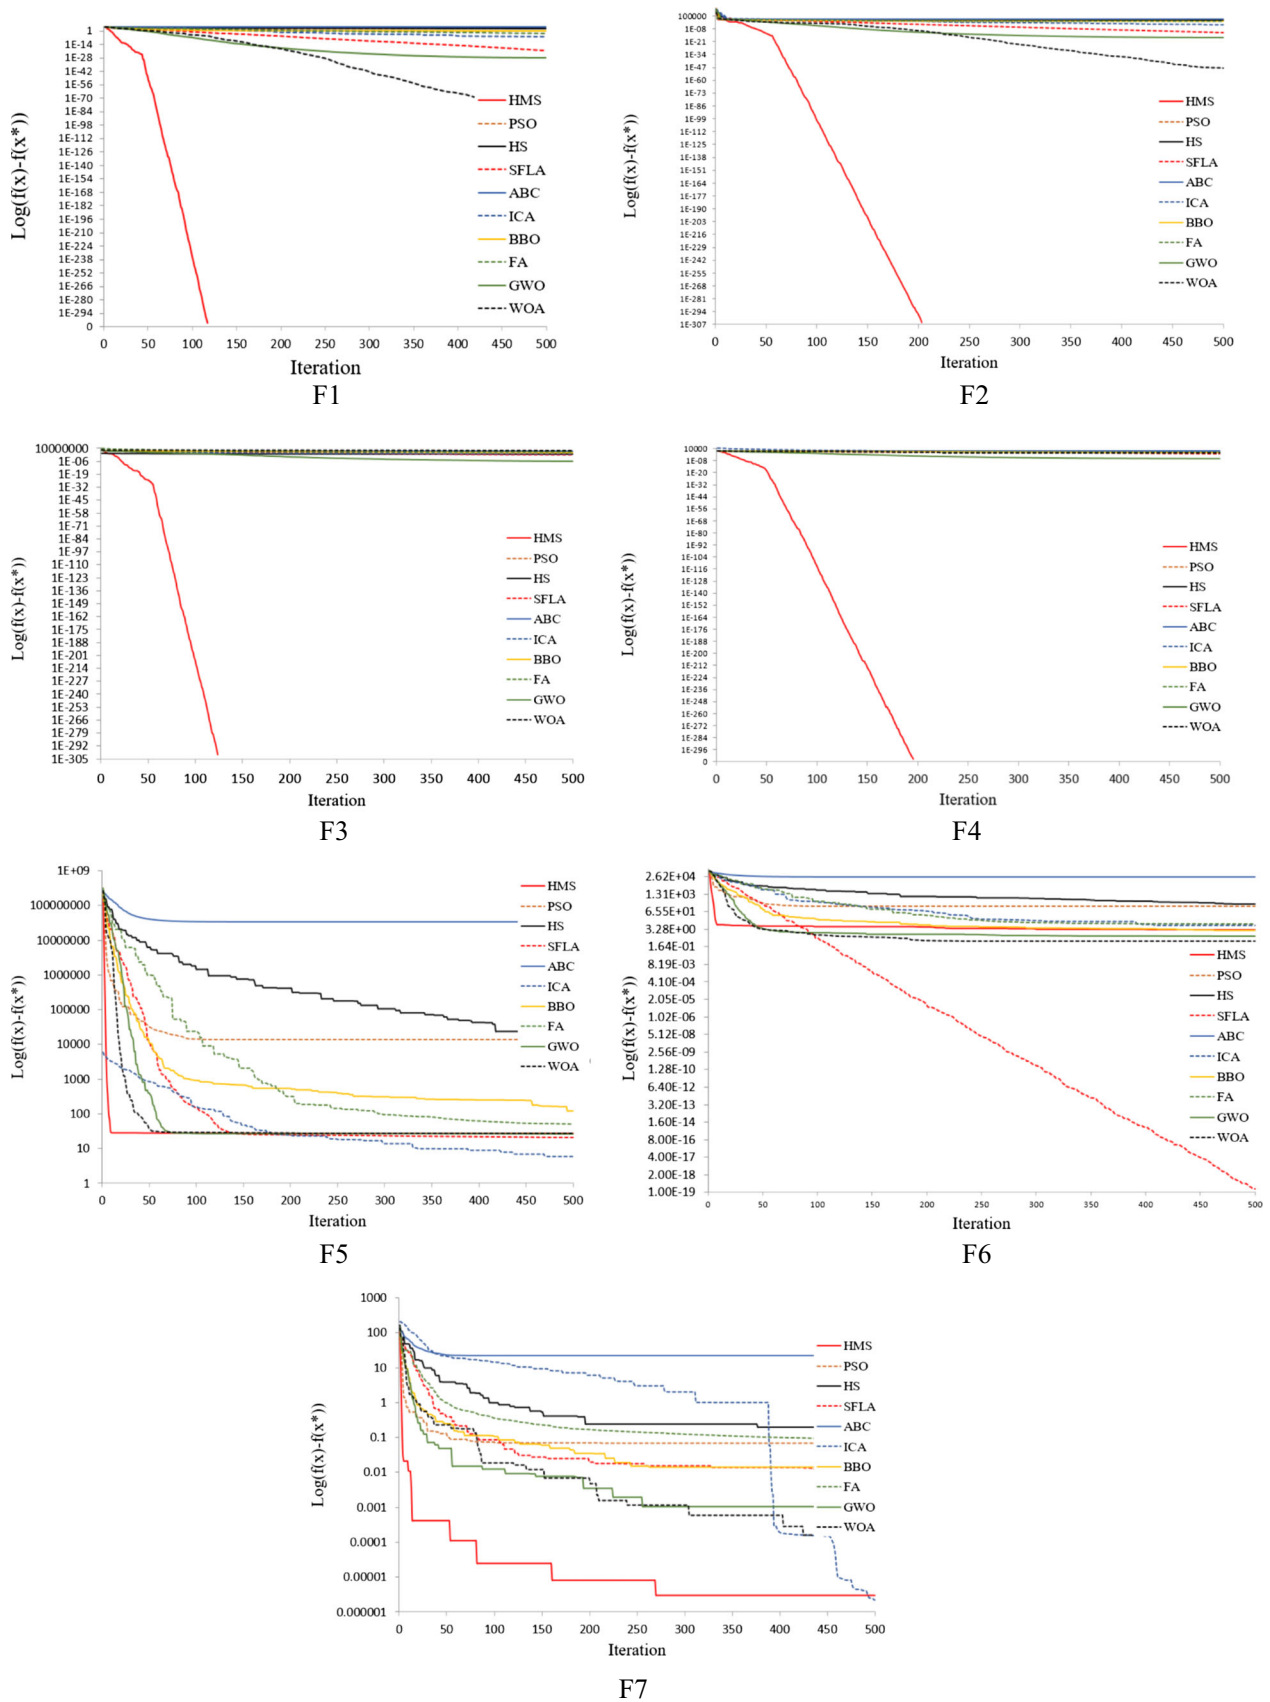 Log(f(x)-f(x*))
1
1E-14
1E-28
1E-42
1E-56
1E-70
1E-84
1E-98
1E-112
1E-126
1E-140
1E-154
1E-168
1E-182
1E-196
1E-210
1E-224
1E-238
1E-252
1E-266
1E-280
1E-294
0
0 50 100 150 200 250 300 350 400 450 500
Iteration
HMS
PSO
HS
SFLA
ABC
ICA
BBO
FA
GWO
WOA
F1
Log(f(x)-f(x*))
100000
1E-08
1E-21
1E-34
1E-47
1E-60
1E-73
1E-86
1E-99
1E-112
1E-125
1E-138
1E-151
1E-164
1E-177
1E-190
1E-203
1E-216
1E-229
1E-242
1E-255
1E-268
1E-281
1E-294
1E-307
0 50 100 150 200 250 300 350 400 450 500
Iteration
HMS
PSO
HS
SFLA
ABC
ICA
BBO
FA
GWO
WOA
F2
Log(f(x)-f(x*))
10000000
1E-06
1E-19
1E-32
1E-45
1E-58
1E-71
1E-84
1E-97
1E-110
1E-123
1E-136
1E-149
1E-162
1E-175
1E-188
1E-201
1E-214
1E-227
1E-240
1E-253
1E-266
1E-279
1E-292
1E-305
0 50 100 150 200 250 300 350 400 450 500
Iteration
HMS
PSO
HS
SFLA
ABC
ICA
BBO
FA
GWO
WOA
F3
Log(f(x)-f(x*))
10000
1E-08
1E-20
1E-32
1E-44
1E-56
1E-68
1E-80
1E-92
1E-104
1E-116
1E-128
1E-140
1E-152
1E-164
1E-176
1E-188
1E-200
1E-212
1E-224
1E-236
1E-248
1E-260
1E-272
1E-284
1E-296
0
0 50 100 150 200 250 300 350 400 450 500
Iteration
HMS
PSO
HS
SFLA
ABC
ICA
BBO
FA
GWO
WOA
F4
Log(f(x)-f(x*))
1E+09
100000000
10000000
1000000
100000
10000
1000
100
10
1
0 50 100 150 200 250 300 350 400 450 500
Iteration
HMS
PSO
HS
SFLA
ABC
ICA
BBO
FA
GWO
WOA
F5
Log(f(x)-f(x*))
2.62E+04
1.31E+03
6.55E+01
3.28E+00
1.64E-01
8.19E-03
4.10E-04
2.05E-05
1.02E-06
5.12E-08
2.56E-09
1.28E-10
6.40E-12
3.20E-13
1.60E-14
8.00E-16
4.00E-17
2.00E-18
1.00E-19
0 50 100 150 200 250 300 350 400 450 500
Iteration
HMS
PSO
HS
SFLA
ABC
ICA
BBO
FA
GWO
WOA
F6
Log(f(x)-f(x*))
1000
100
10
1
0.1
0.01
0.001
0.0001
0.00001
0.000001
0 50 100 150 200 250 300 350 400 450 500
Iteration
HMS
PSO
HS
SFLA
ABC
ICA
BBO
FA
GWO
WOA
F7